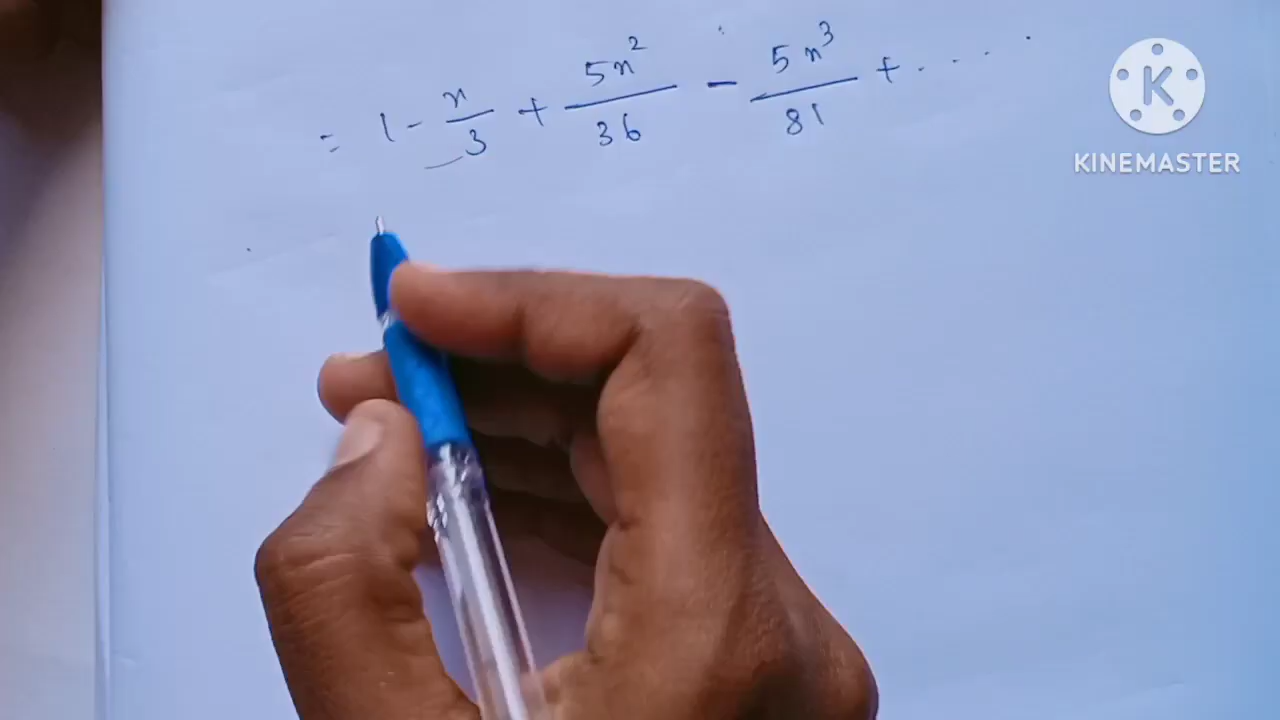 = 1 - x/3 + 5x²/36 - 5x³/81 + ....
K
KINEMASTER